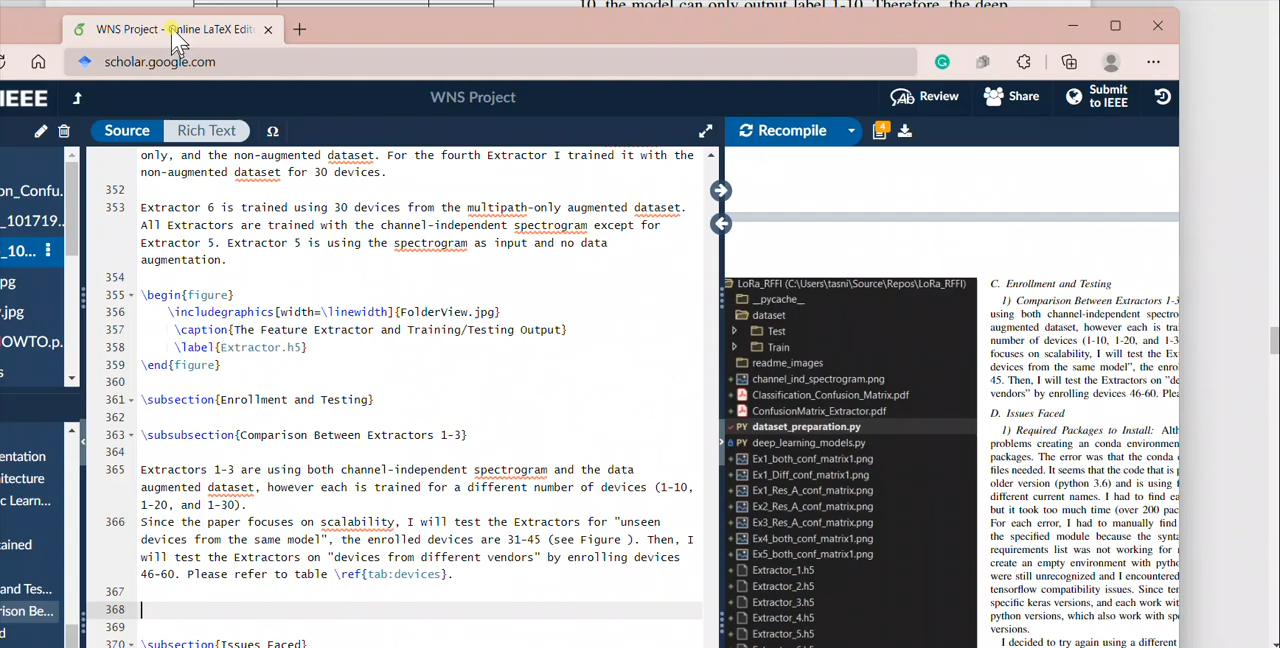 10, the model can only output label 1-10. Therefore, the deep
WNS Project - Online LaTeX Edit
scholar.google.com
IEEE
WNS Project
Review
Share
Submit
to IEEE
Source
Rich Text
Ω
Recompile
4
on_Confu.
_101719..
_10...
pg
v.jpg
HOWTO.p.
entation
hitecture
ic Learn...
tained
nd Tes...
rison Be...
d
only, and the non-augmented dataset. For the fourth Extractor I trained it with the
non-augmented dataset for 30 devices.
352
353 Extractor 6 is trained using 30 devices from the multipath-only augmented dataset.
All Extractors are trained with the channel-independent spectrogram except for
Extractor 5. Extractor 5 is using the spectrogram as input and no data
augmentation.
354
355 \begin{figure}
356 \includegraphics[width=\linewidth]{FolderView.jpg}
357 \caption{The Feature Extractor and Training/Testing Output}
358 \label{Extractor.h5}
359 \end{figure}
360
361 \subsection{Enrollment and Testing}
362
363 \subsubsection{Comparison Between Extractors 1-3}
364
365 Extractors 1-3 are using both channel-independent spectrogram and the data
augmented dataset, however each is trained for a different number of devices (1-10,
1-20, and 1-30).
366 Since the paper focuses on scalability, I will test the Extractors for "unseen
devices from the same model", the enrolled devices are 31-45 (see Figure ). Then, I
will test the Extractors on "devices from different vendors" by enrolling devices
46-60. Please refer to table \ref{tab:devices}.
367
368
369
370 \subsection{Issues Faced}
LoRa_RFFI (C:\Users\tasni\Source\Repos\LoRa_RFFI)
__pycache__
dataset
Test
Train
readme_images
channel_ind_spectrogram.png
Classification_Confusion_Matrix.pdf
ConfusionMatrix_Extractor.pdf
dataset_preparation.py
deep_learning_models.py
Ex1_both_conf_matrix1.png
Ex1_Diff_conf_matrix.png
Ex1_Res_A_conf_matrix.png
Ex2_Res_A_conf_matrix.png
Ex3_Res_A_conf_matrix.png
Ex4_both_conf_matrix1.png
Ex5_both_conf_matrix1.png
Extractor_1.h5
Extractor_2.h5
Extractor_3.h5
Extractor_4.h5
Extractor_5.h5
C. Enrollment and Testing
1) Comparison Between Extractors 1-3
using both channel-independent spectro
augmented dataset, however each is trai
number of devices (1-10, 1-20, and 1-3
focuses on scalability, I will test the Ex
devices from the same model", the enro
45. Then, I will test the Extractors on "de
vendors" by enrolling devices 46-60. Plea
D. Issues Faced
1) Required Packages to Install: Alth
problems creating an conda environmen
packages. The error was that the conda
files needed. It seems that the code that is
older version (python 3.6) and is using f
different current names. I had to find ea
but it took too much time (over 200 pac
For each error, I had to manually find
the specified module because the synta
requirements list was not working for
create an empty environment with pytho
were still unrecognized and I encountered
tensorflow compatibility issues. Since ten
specific keras versions, and each work wit
python versions, which also work with sp
versions.
I decided to try again using a different